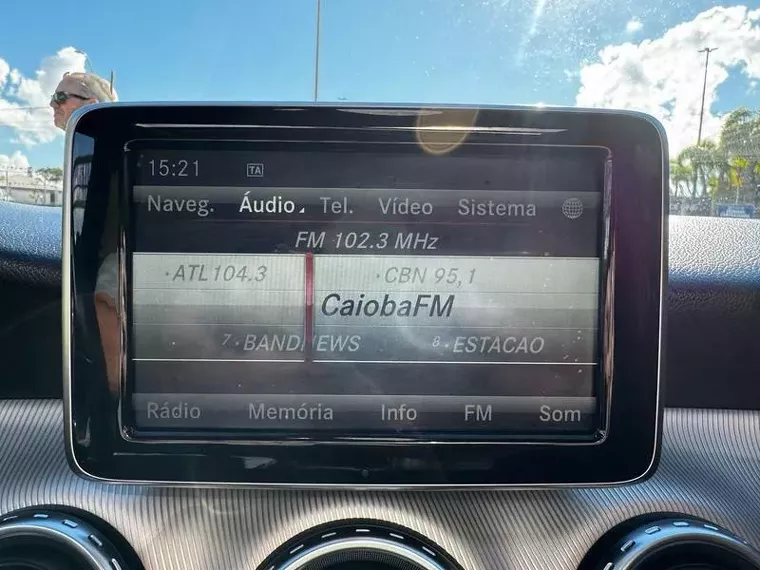 15:21 TA
Naveg. Áudio Tel. Vídeo Sistema
FM 102.3 MHz
·ATL104.3 ·CBN 95,1
CaiobaFM
7·BANDNEWS 8·ESTACAO
Rádio Memória Info FM Som